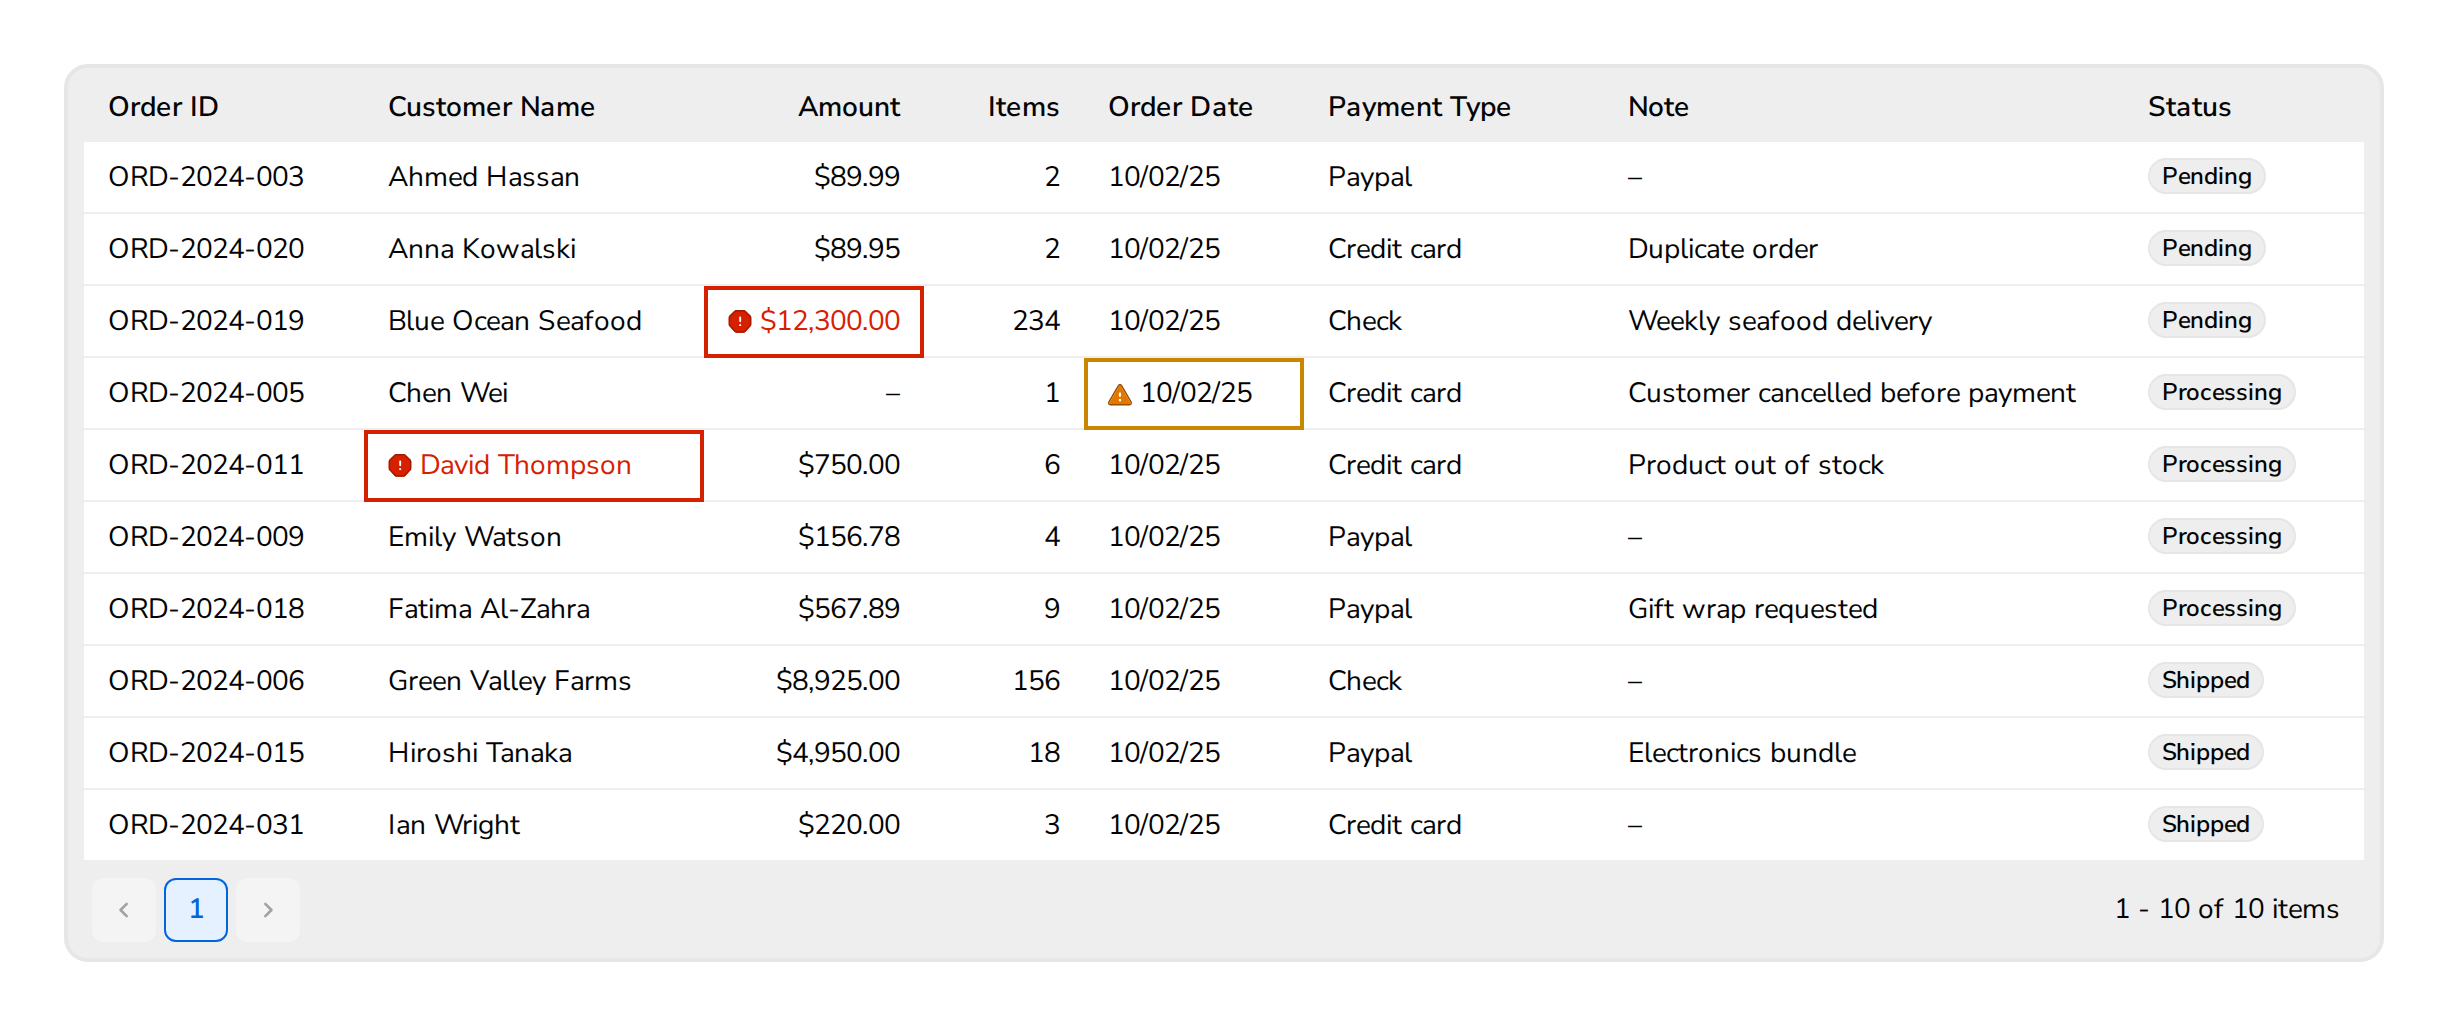 Order ID Customer Name Amount Items Order Date Payment Type Note Status
ORD-2024-003 Ahmed Hassan $89.99 2 10/02/25 Paypal – Pending
ORD-2024-020 Anna Kowalski $89.95 2 10/02/25 Credit card Duplicate order Pending
ORD-2024-019 Blue Ocean Seafood $12,300.00 234 10/02/25 Check Weekly seafood delivery Pending
ORD-2024-005 Chen Wei – 1 10/02/25 Credit card Customer cancelled before payment Processing
ORD-2024-011 David Thompson $750.00 6 10/02/25 Credit card Product out of stock Processing
ORD-2024-009 Emily Watson $156.78 4 10/02/25 Paypal – Processing
ORD-2024-018 Fatima Al-Zahra $567.89 9 10/02/25 Paypal Gift wrap requested Processing
ORD-2024-006 Green Valley Farms $8,925.00 156 10/02/25 Check – Shipped
ORD-2024-015 Hiroshi Tanaka $4,950.00 18 10/02/25 Paypal Electronics bundle Shipped
ORD-2024-031 Ian Wright $220.00 3 10/02/25 Credit card – Shipped
1 1 - 10 of 10 items